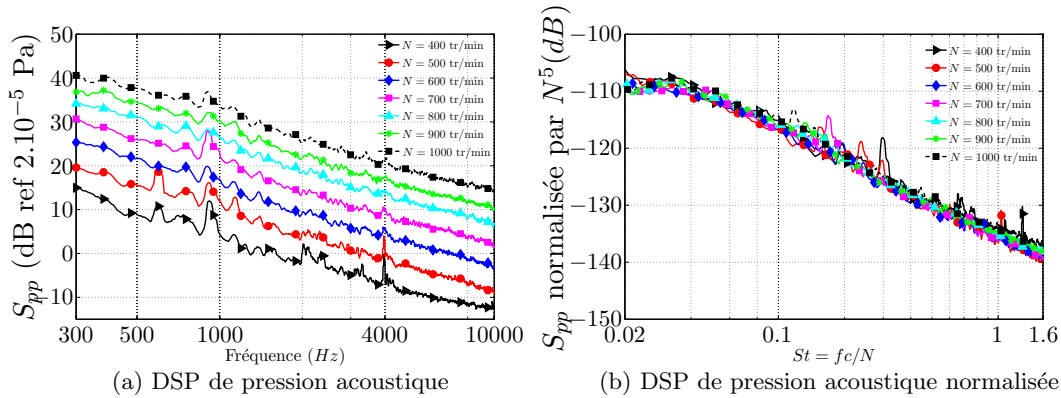 S_pp (dB ref 2.10^−5 Pa)
50
40
30
20
10
0
−10
300
500
1000
2000
4000
10000
Fréquence (Hz)
N = 400 tr/min
N = 500 tr/min
N = 600 tr/min
N = 700 tr/min
N = 800 tr/min
N = 900 tr/min
N = 1000 tr/min
(a) DSP de pression acoustique
S_pp normalisée par N^5 (dB)
−100
−110
−120
−130
−140
−150
0.02
0.1
1
1.6
St = fc/N
N = 400 tr/min
N = 500 tr/min
N = 600 tr/min
N = 700 tr/min
N = 800 tr/min
N = 900 tr/min
N = 1000 tr/min
(b) DSP de pression acoustique normalisée